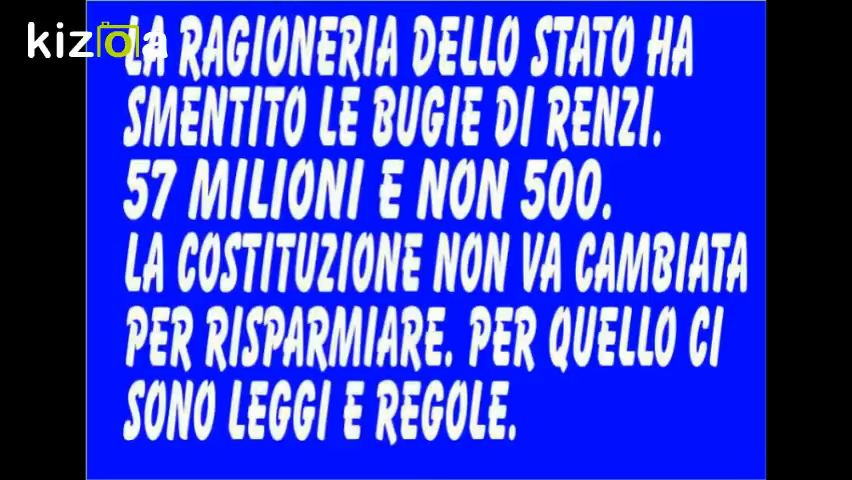 kizoa
LA RAGIONERIA DELLO STATO HA
SMENTITO LE BUGIE DI RENZI.
57 MILIONI E NON 500.
LA COSTITUZIONE NON VA CAMBIATA
PER RISPARMIARE. PER QUELLO CI
SONO LEGGI E REGOLE.